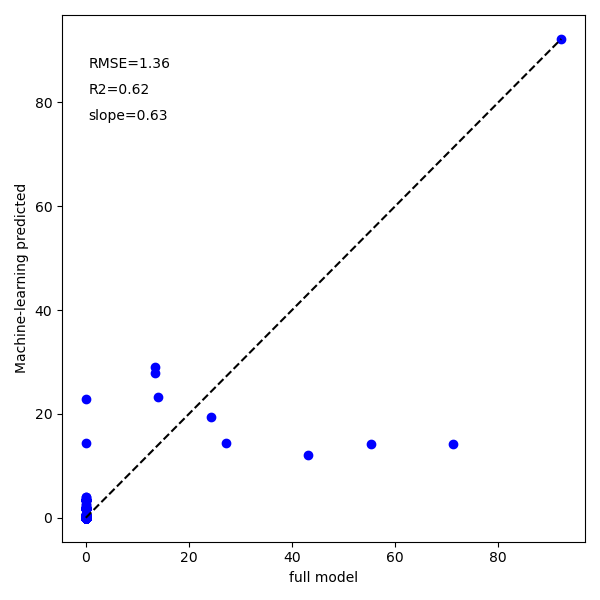 RMSE=1.36
R2=0.62
slope=0.63
80
60
40
20
0
Machine-learning predicted
0 20 40 60 80
full model